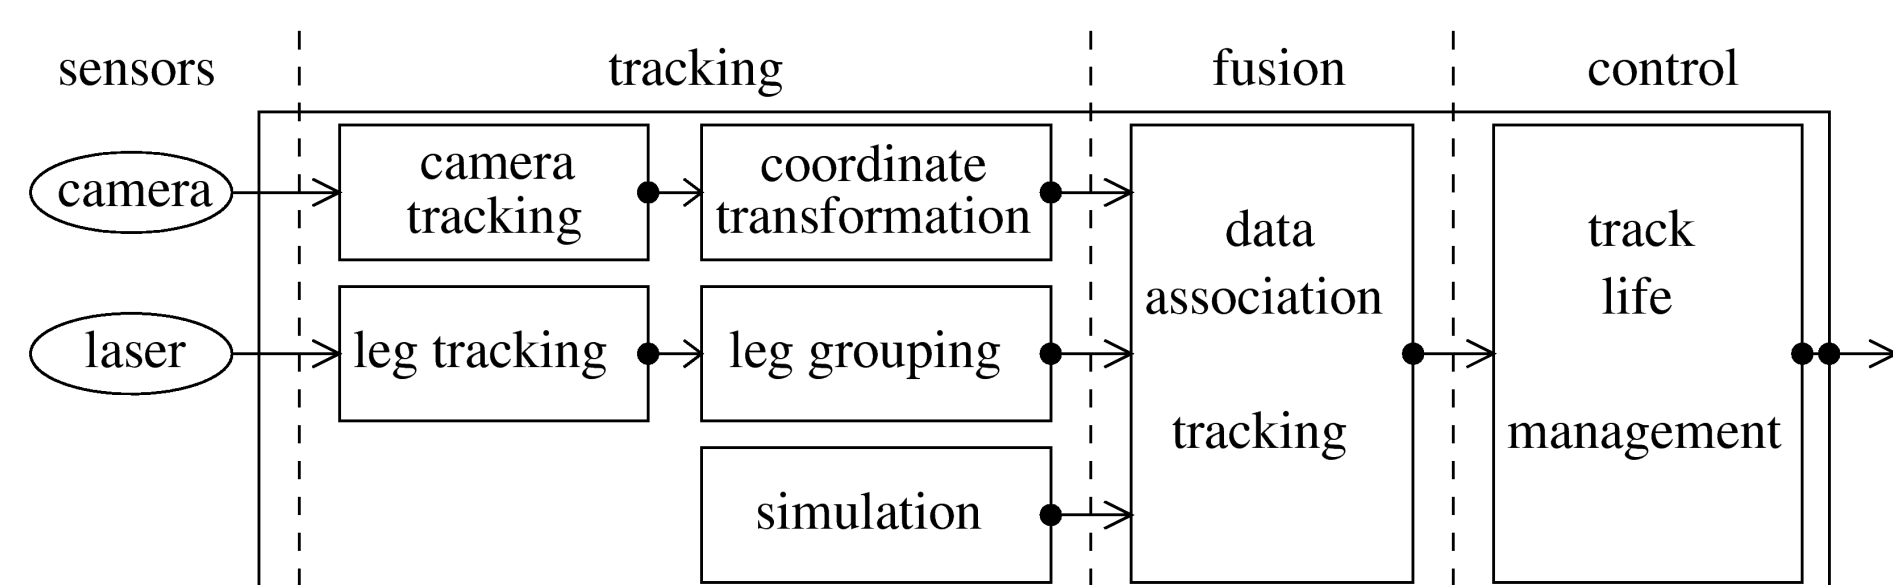 sensors
tracking
fusion
control
camera
camera
tracking
coordinate
transformation
laser
leg tracking
leg grouping
simulation
data
association
tracking
track
life
management